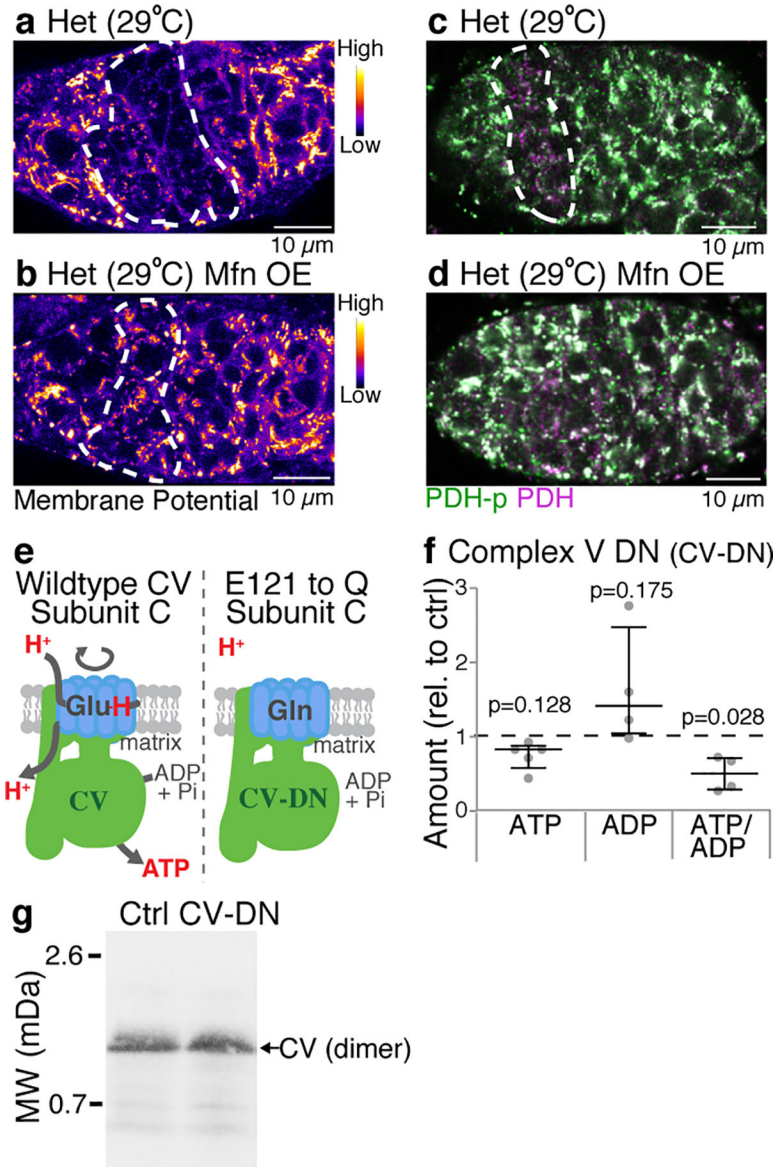 a Het (29°C)
High
Low
10 µm
b Het (29°C) Mfn OE
High
Low
Membrane Potential
10 µm
c Het (29°C)
10 µm
d Het (29°C) Mfn OE
PDH-p PDH
10 µm
e
Wildtype CV
Subunit C
H⁺
Glu-H
matrix
H⁺
CV
ADP
+ Pi
ATP
E121 to Q
Subunit C
H⁺
Gln
matrix
CV-DN
ADP
+ Pi
f Complex V DN (CV-DN)
Amount (rel. to ctrl)
3
2
1
0
p=0.128
p=0.175
p=0.028
ATP
ADP
ATP/
ADP
g
Ctrl CV-DN
MW (mDa)
2.6
0.7
CV (dimer)